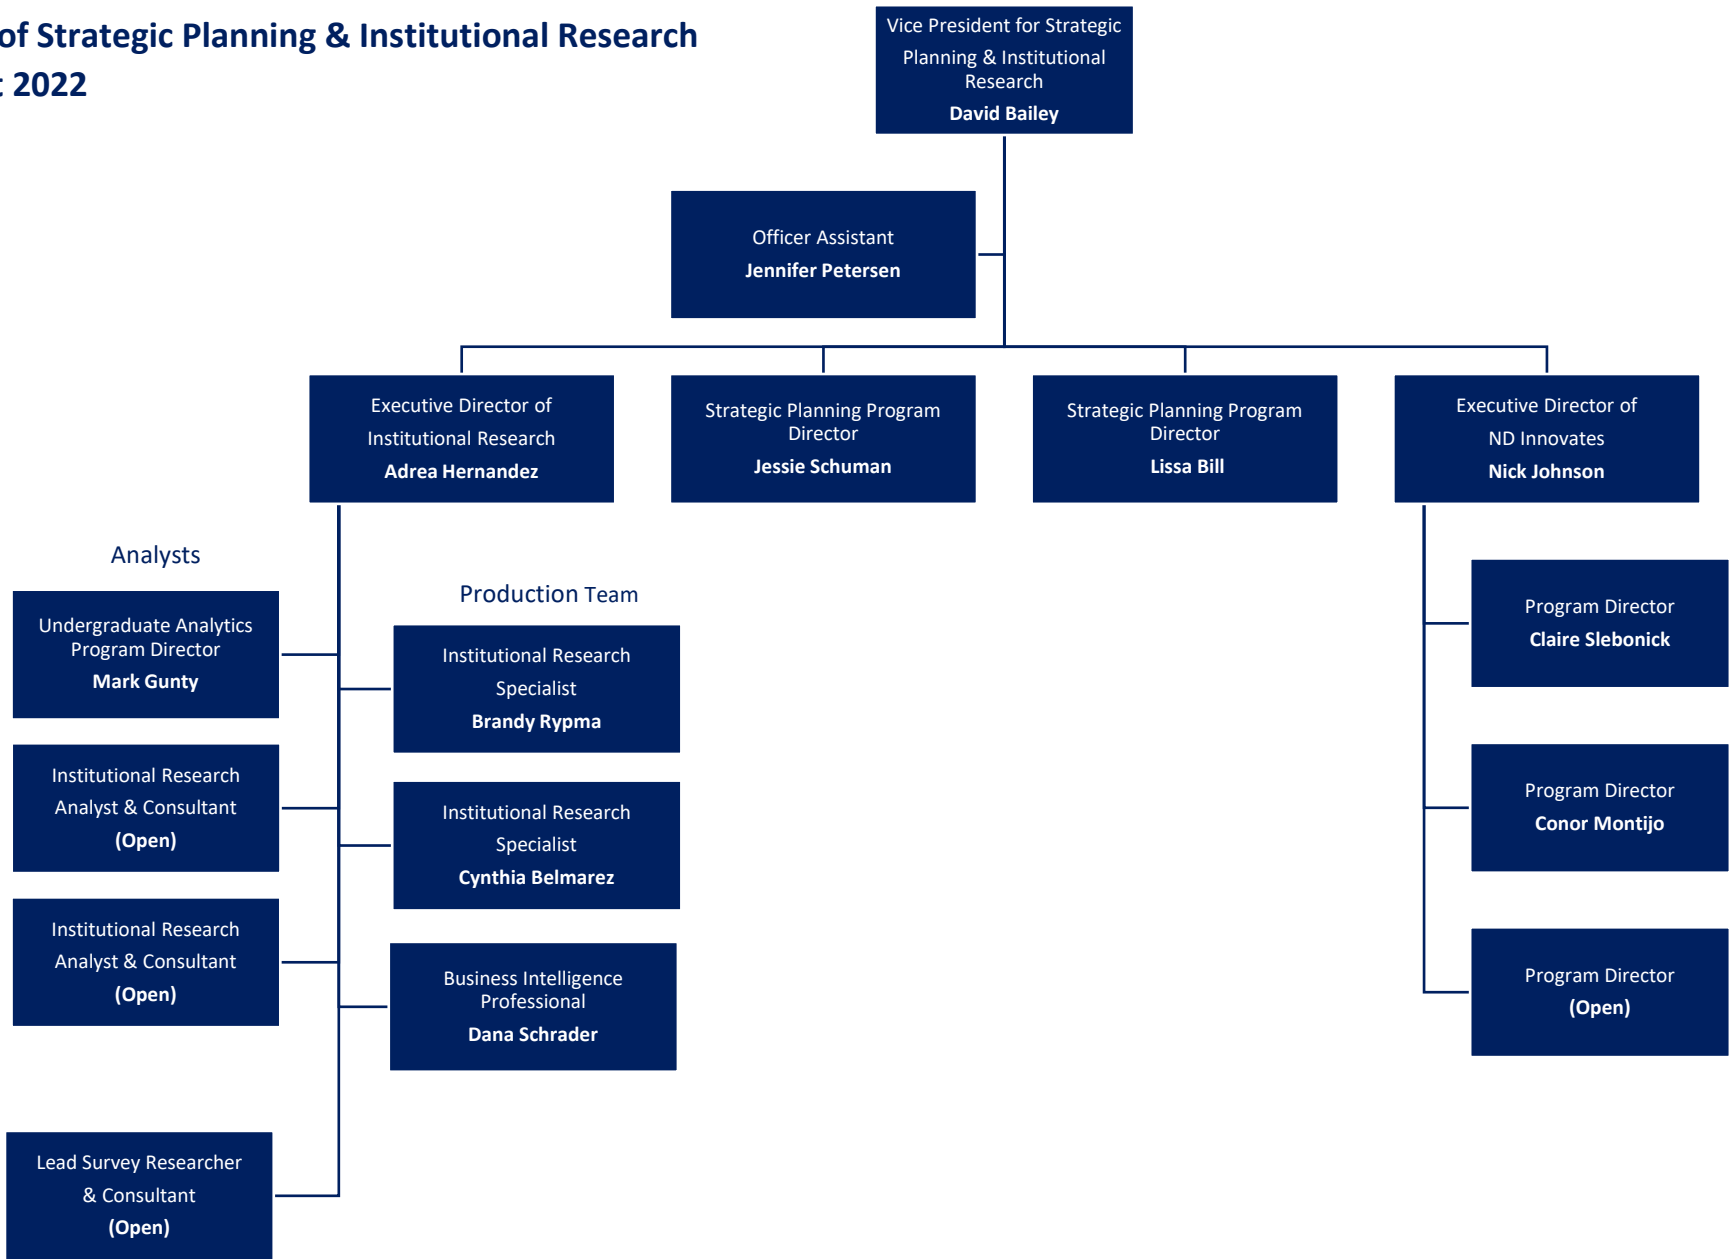 of Strategic Planning & Institutional Research
2022
Vice President for Strategic
Planning & Institutional
Research
David Bailey
Officer Assistant
Jennifer Petersen
Executive Director of
Institutional Research
Adrea Hernandez
Strategic Planning Program
Director
Jessie Schuman
Strategic Planning Program
Director
Lissa Bill
Executive Director of
ND Innovates
Nick Johnson
Analysts
Undergraduate Analytics
Program Director
Mark Gunty
Institutional Research
Analyst & Consultant
(Open)
Institutional Research
Analyst & Consultant
(Open)
Lead Survey Researcher
& Consultant
(Open)
Production Team
Institutional Research
Specialist
Brandy Rypma
Institutional Research
Specialist
Cynthia Belmarez
Business Intelligence
Professional
Dana Schrader
Program Director
Claire Slebonick
Program Director
Conor Montijo
Program Director
(Open)